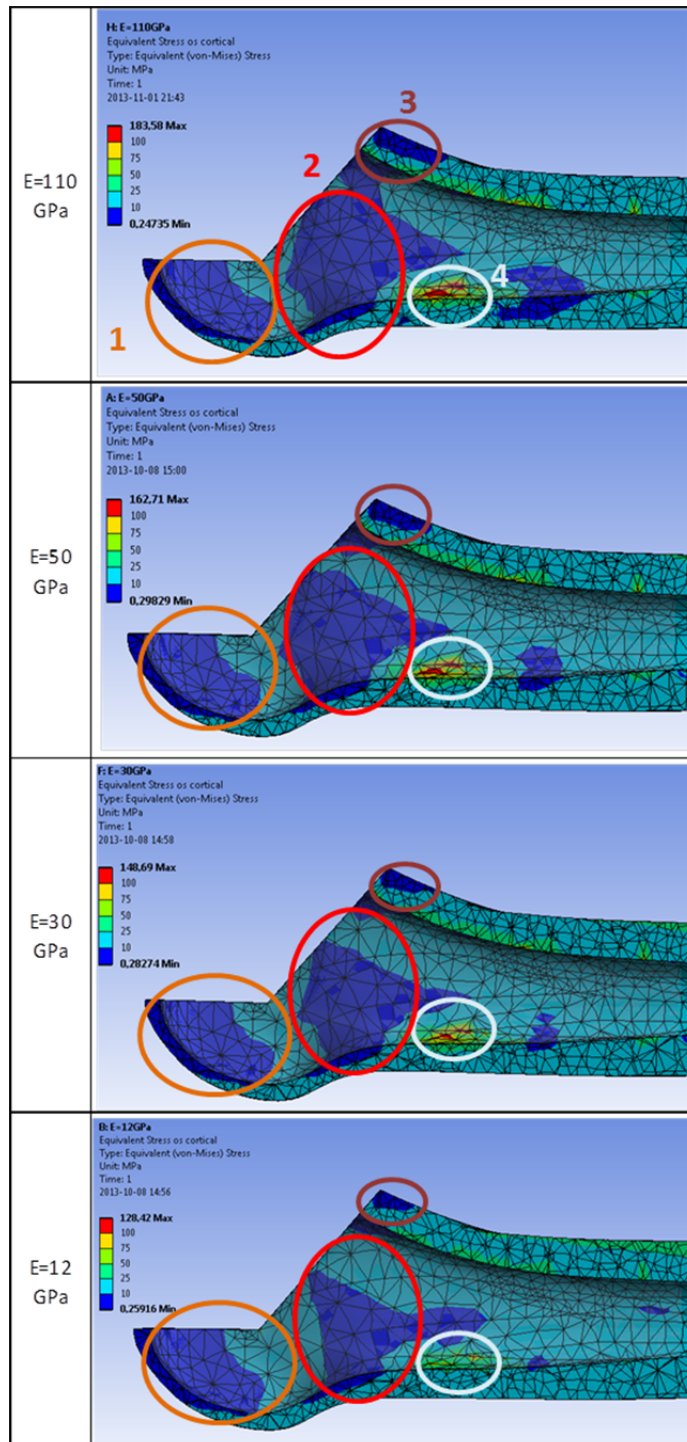 E=110
GPa
H: E=110GPa
Equivalent Stress os cortical
Type: Equivalent (von-Mises) Stress
Unit: MPa
Time: 1
2013-11-01 21:43
183,58 Max
100
75
50
25
10
0,24735 Min
1
2
3
4
E=50
GPa
A: E=50GPa
Equivalent Stress os cortical
Type: Equivalent (von-Mises) Stress
Unit: MPa
Time: 1
2013-10-08 15:00
162,71 Max
100
75
50
25
10
0,29829 Min
E=30
GPa
F: E=30GPa
Equivalent Stress os cortical
Type: Equivalent (von-Mises) Stress
Unit: MPa
Time: 1
2013-10-08 14:58
148,69 Max
100
75
50
25
10
0,28274 Min
E=12
GPa
B: E=12GPa
Equivalent Stress os cortical
Type: Equivalent (von-Mises) Stress
Unit: MPa
Time: 1
2013-10-08 14:56
128,42 Max
100
75
50
25
10
0,25916 Min